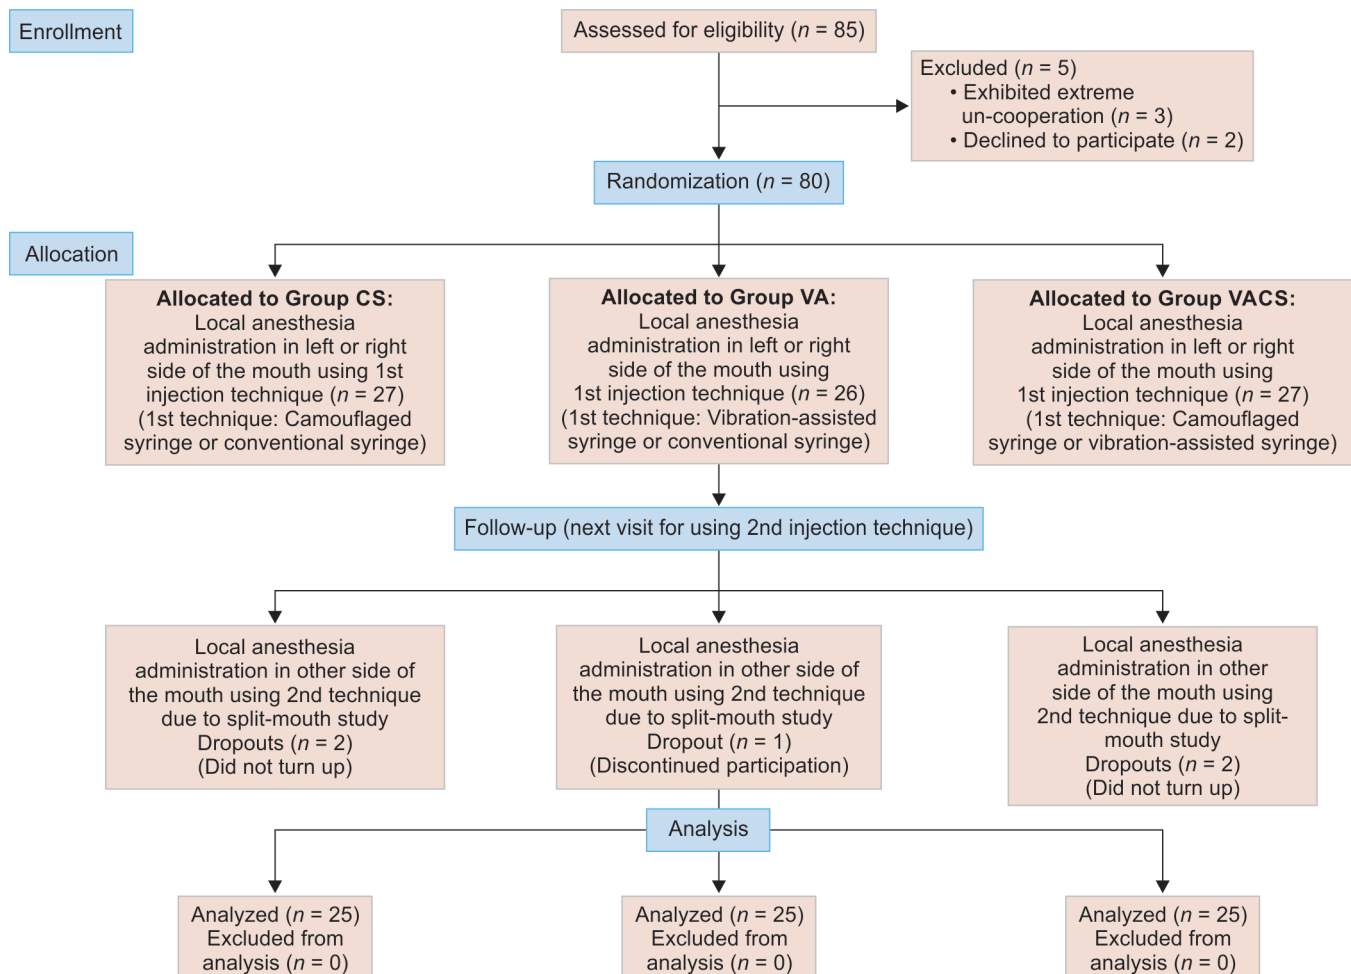 Enrollment
Assessed for eligibility (n = 85)
Excluded (n = 5)
• Exhibited extreme
un-cooperation (n = 3)
• Declined to participate (n = 2)
Randomization (n = 80)
Allocation
Allocated to Group CS:
Local anesthesia
administration in left or right
side of the mouth using 1st
injection technique (n = 27)
(1st technique: Camouflaged
syringe or conventional syringe)
Allocated to Group VA:
Local anesthesia
administration in left or right
side of the mouth using
1st injection technique (n = 26)
(1st technique: Vibration-assisted
syringe or conventional syringe)
Allocated to Group VACS:
Local anesthesia
administration in left or right
side of the mouth using
1st injection technique (n = 27)
(1st technique: Camouflaged
syringe or vibration-assisted syringe)
Follow-up (next visit for using 2nd injection technique)
Local anesthesia
administration in other side of
the mouth using 2nd technique
due to split-mouth study
Dropouts (n = 2)
(Did not turn up)
Local anesthesia
administration in other side of
the mouth using 2nd technique
due to split-mouth study
Dropout (n = 1)
(Discontinued participation)
Local anesthesia
administration in other
side of the mouth using
2nd technique due to split-
mouth study
Dropouts (n = 2)
(Did not turn up)
Analysis
Analyzed (n = 25)
Excluded from
analysis (n = 0)
Analyzed (n = 25)
Excluded from
analysis (n = 0)
Analyzed (n = 25)
Excluded from
analysis (n = 0)